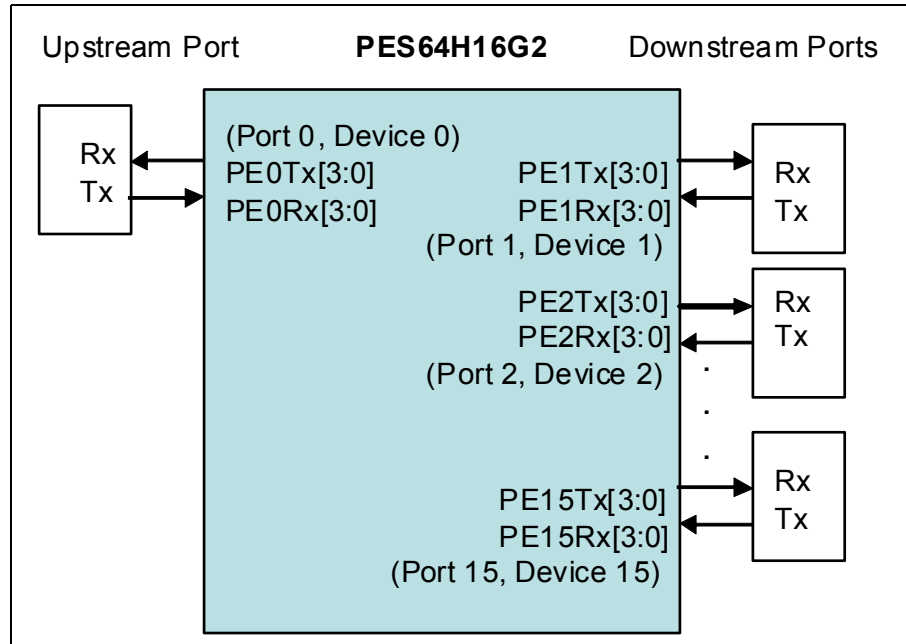 Upstream Port PES64H16G2 Downstream Ports
(Port 0, Device 0)
Rx
Tx
PE0Tx[3:0]
PE0Rx[3:0]
PE1Tx[3:0]
PE1Rx[3:0]
(Port 1, Device 1)
Rx
Tx
PE2Tx[3:0]
PE2Rx[3:0]
(Port 2, Device 2)
Rx
Tx
.
.
.
PE15Tx[3:0]
PE15Rx[3:0]
(Port 15, Device 15)
Rx
Tx